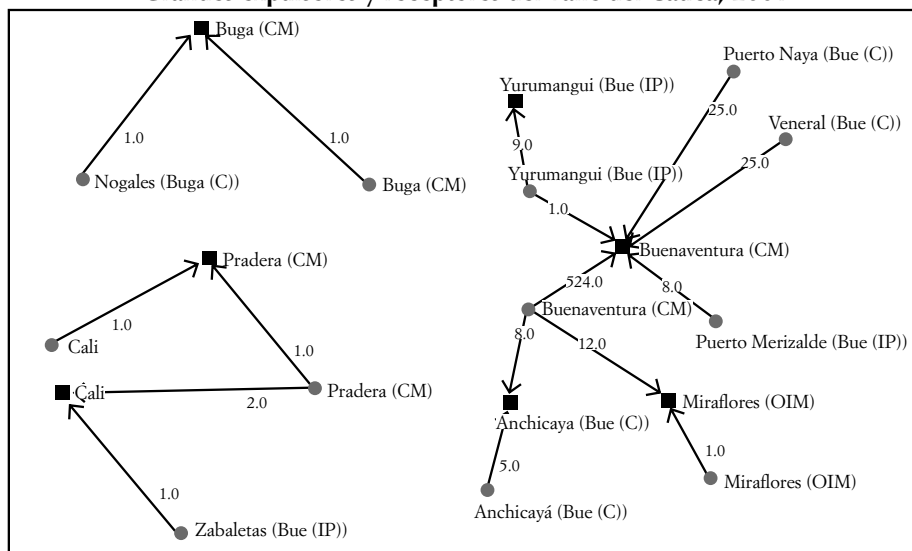 Buga (CM)
1.0
1.0
Nogales (Buga (C))
Buga (CM)
Pradera (CM)
1.0
1.0
Cali
Pradera (CM)
Cali
2.0
1.0
Zabaletas (Bue (IP))
Puerto Naya (Bue (C))
Yurumangui (Bue (IP))
25.0
Veneral (Bue (C))
9.0
25.0
Yurumangui (Bue (IP))
1.0
Buenaventura (CM)
524.0
8.0
Buenaventura (CM)
8.0
12.0
Puerto Merizalde (Bue (IP))
Miraflores (OIM)
Anchicaya (Bue (C))
5.0
1.0
Miraflores (OIM)
Anchicayá (Bue (C))